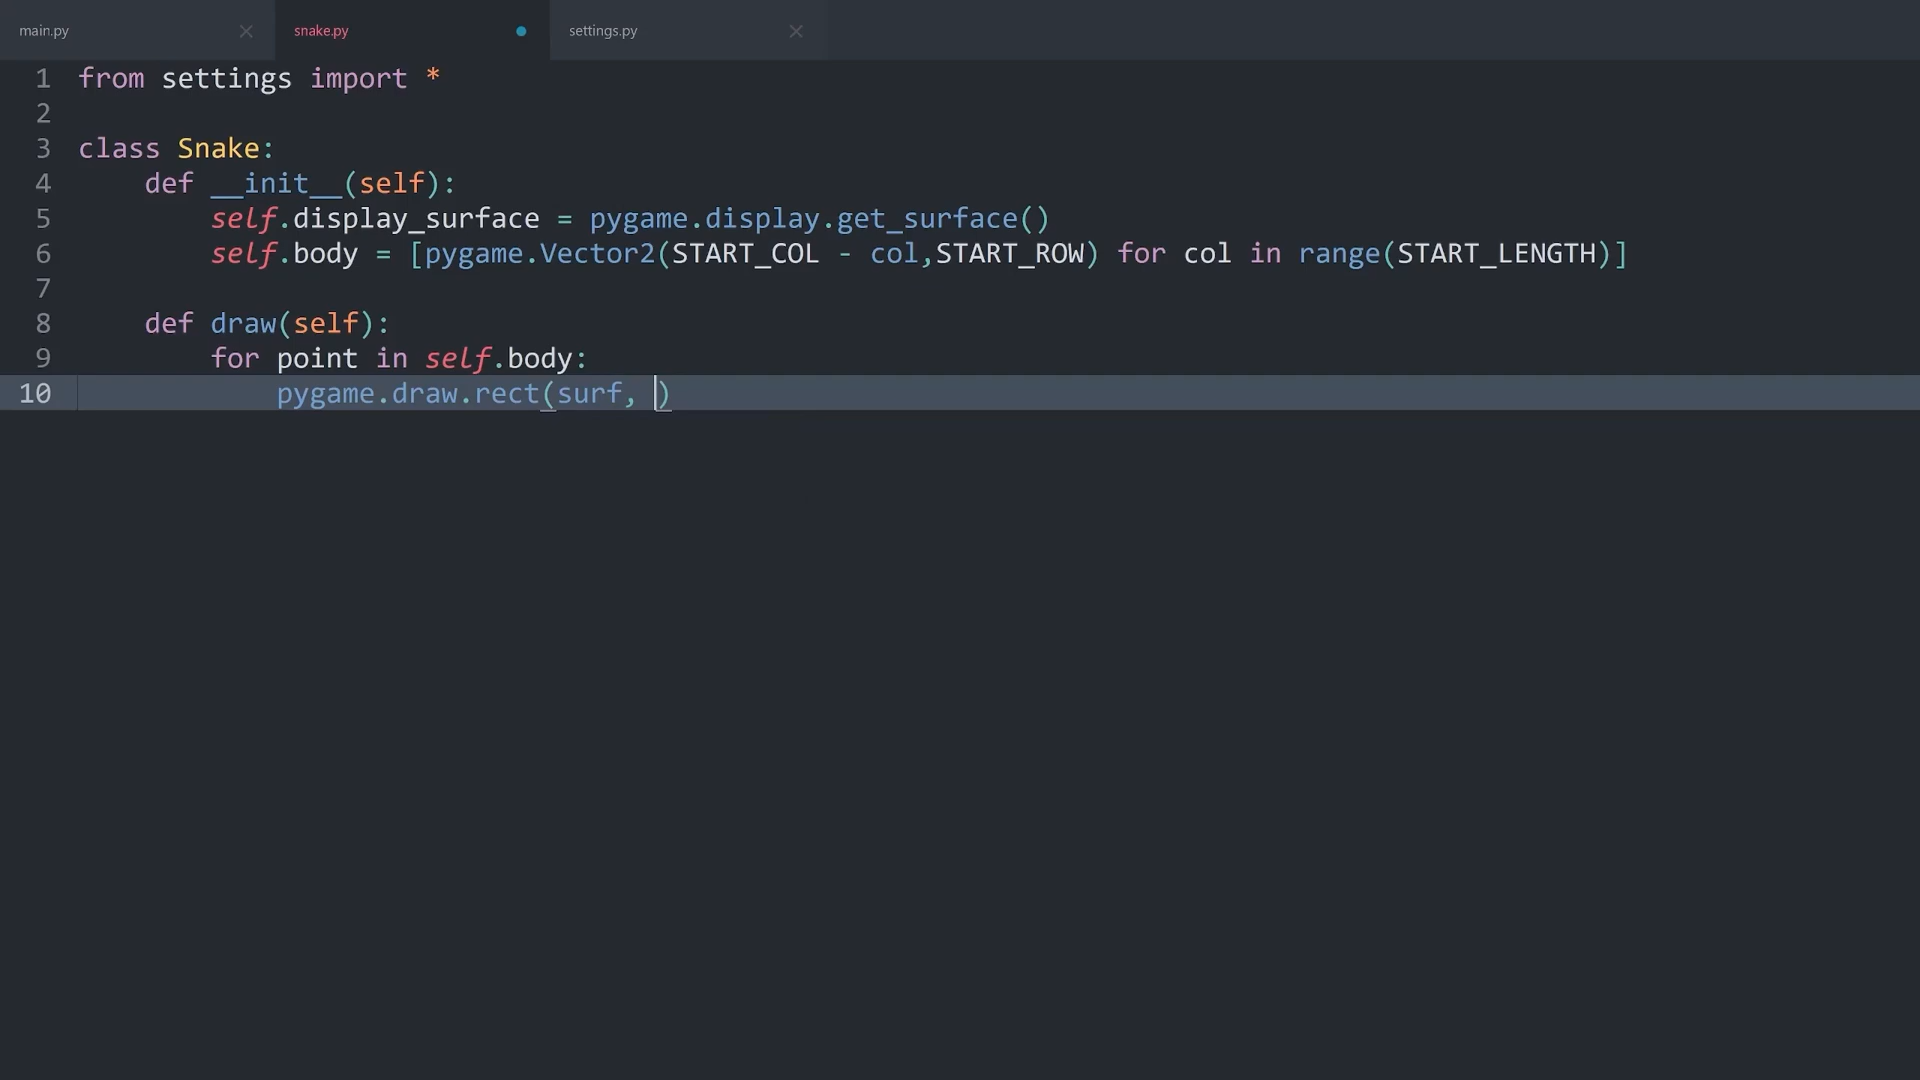 main.py
snake.py
settings.py
1 from settings import *
2
3 class Snake:
4 def __init__(self):
5 self.display_surface = pygame.display.get_surface()
6 self.body = [pygame.Vector2(START_COL - col,START_ROW) for col in range(START_LENGTH)]
7
8 def draw(self):
9 for point in self.body:
10 pygame.draw.rect(surf, )